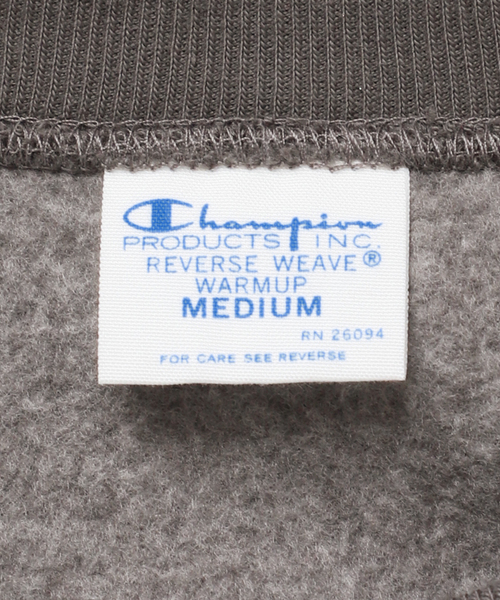 Champion
PRODUCTS INC.
REVERSE WEAVE®
WARMUP
MEDIUM
RN 26094
FOR CARE SEE REVERSE